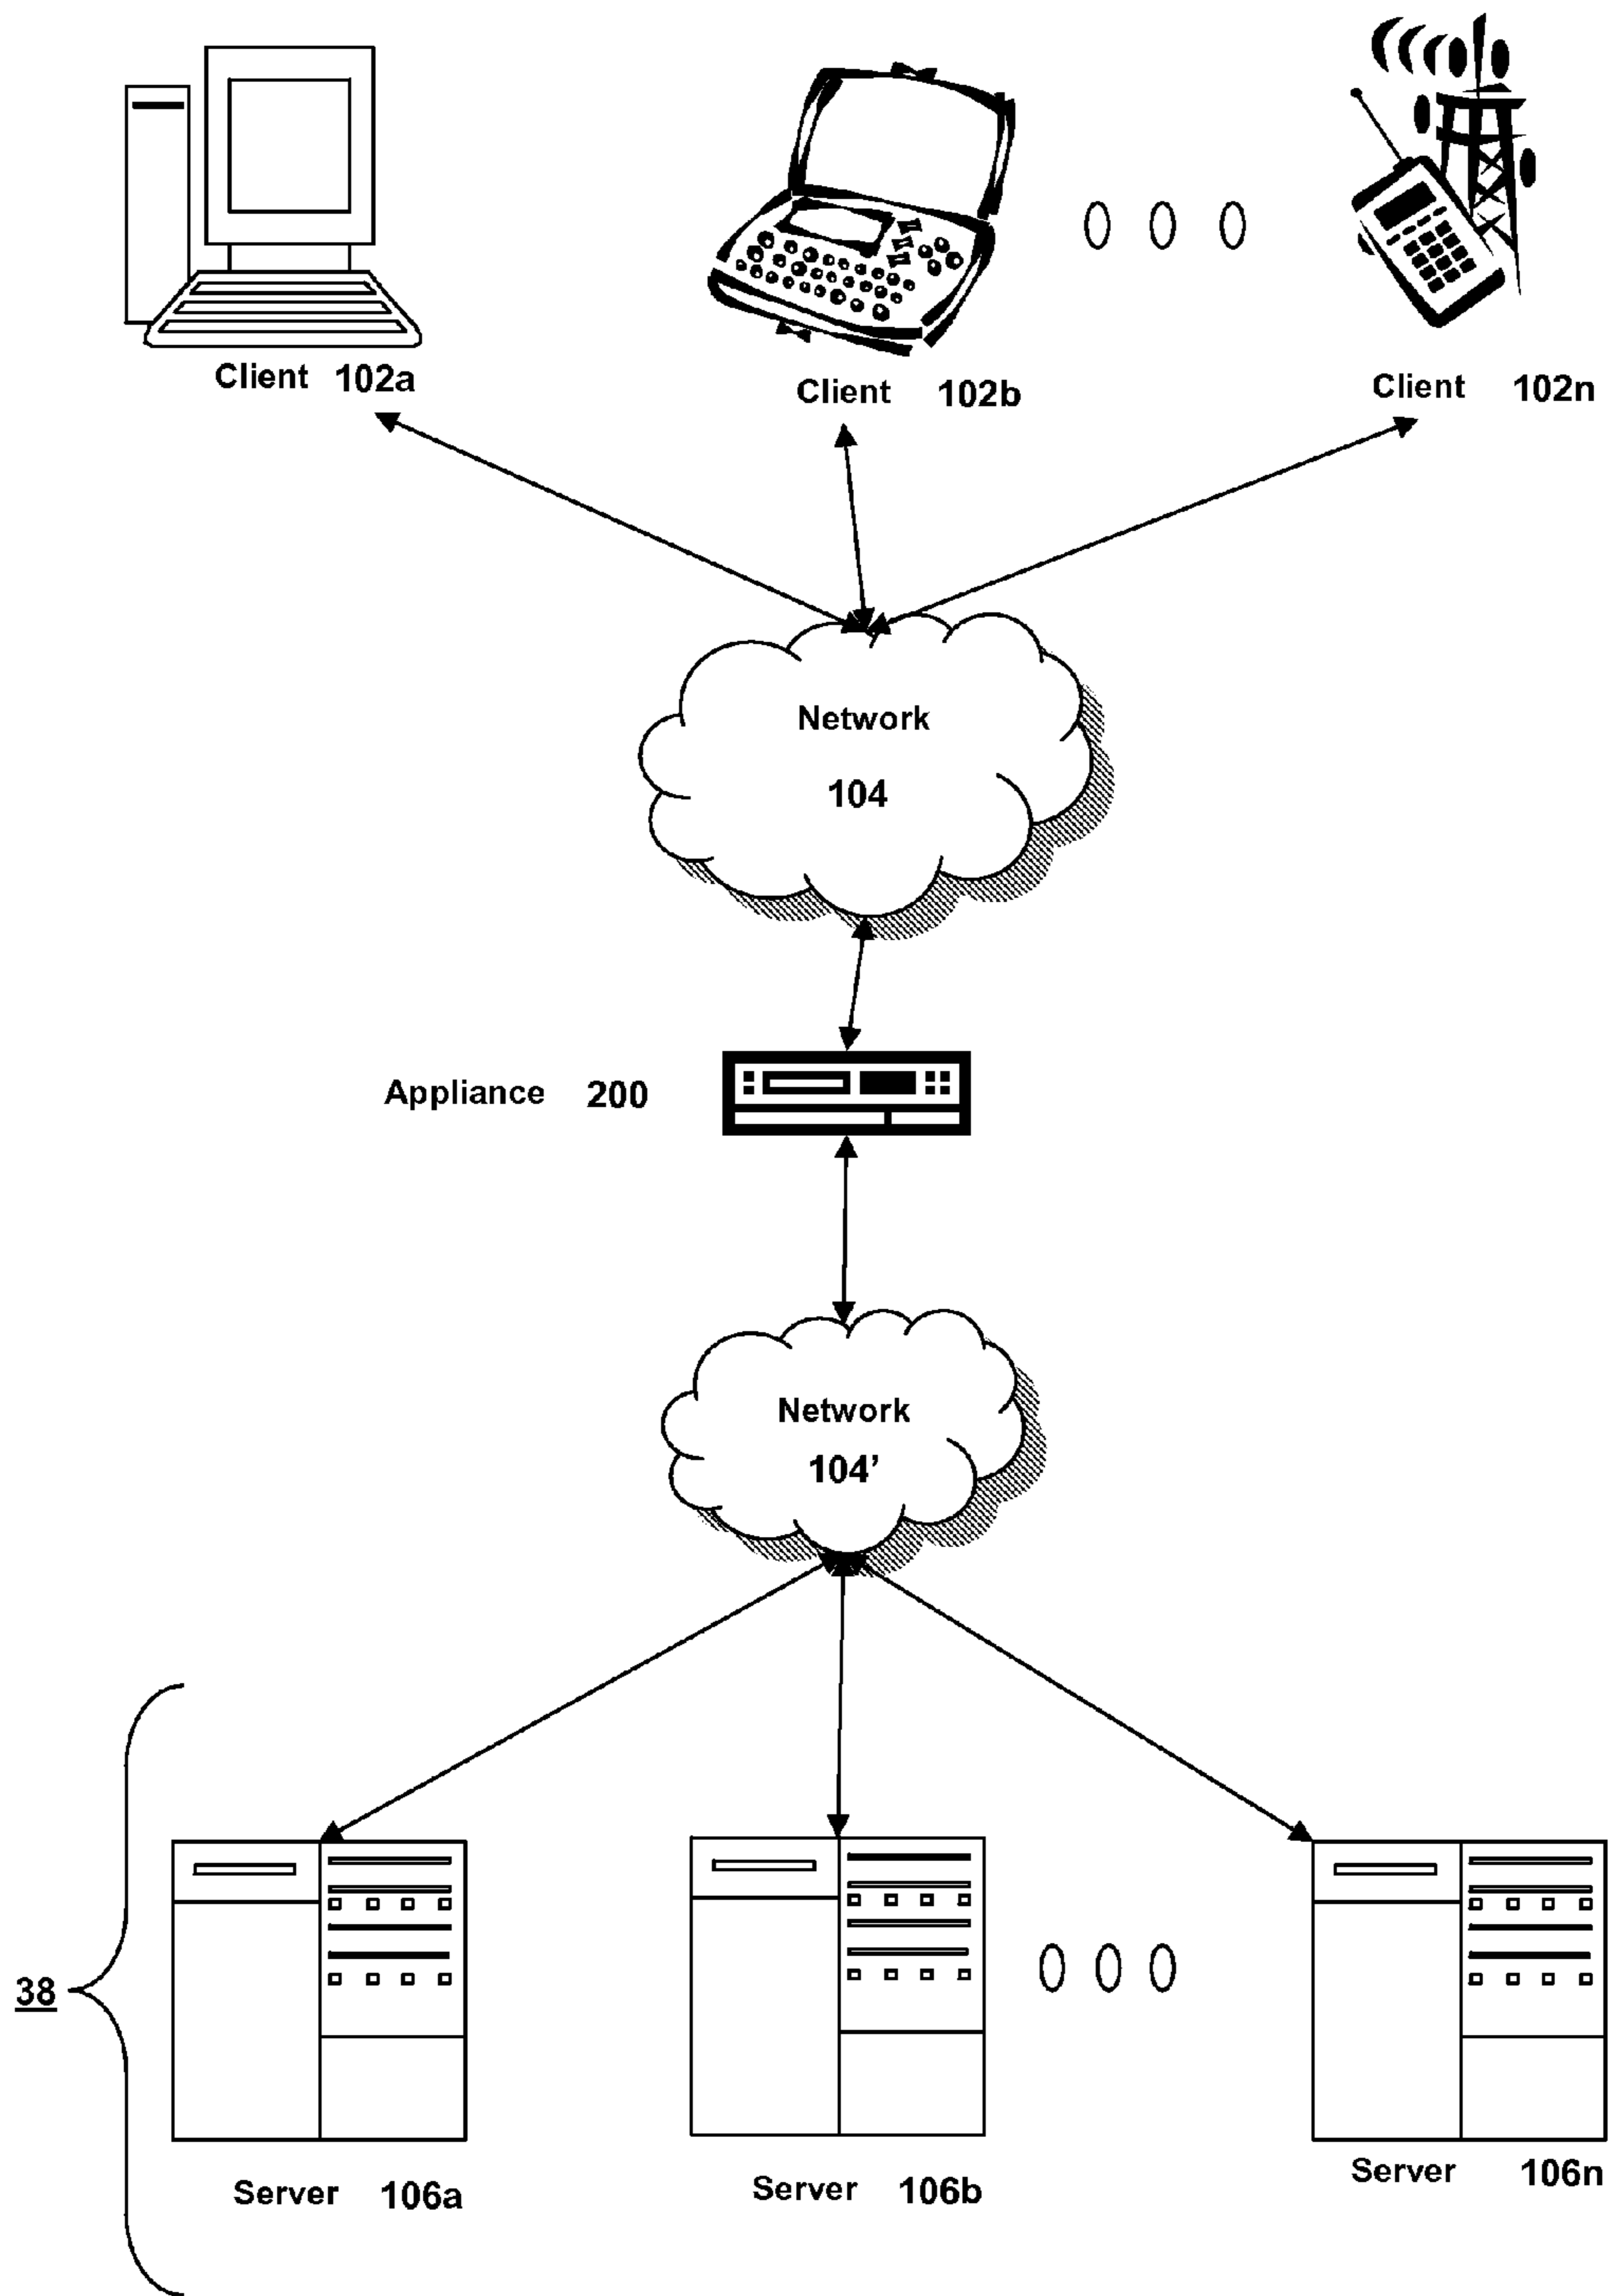 Client 102a
Client 102b
Client 102n
Network
104
Appliance 200
Network
104’
38
Server 106a
Server 106b
Server 106n